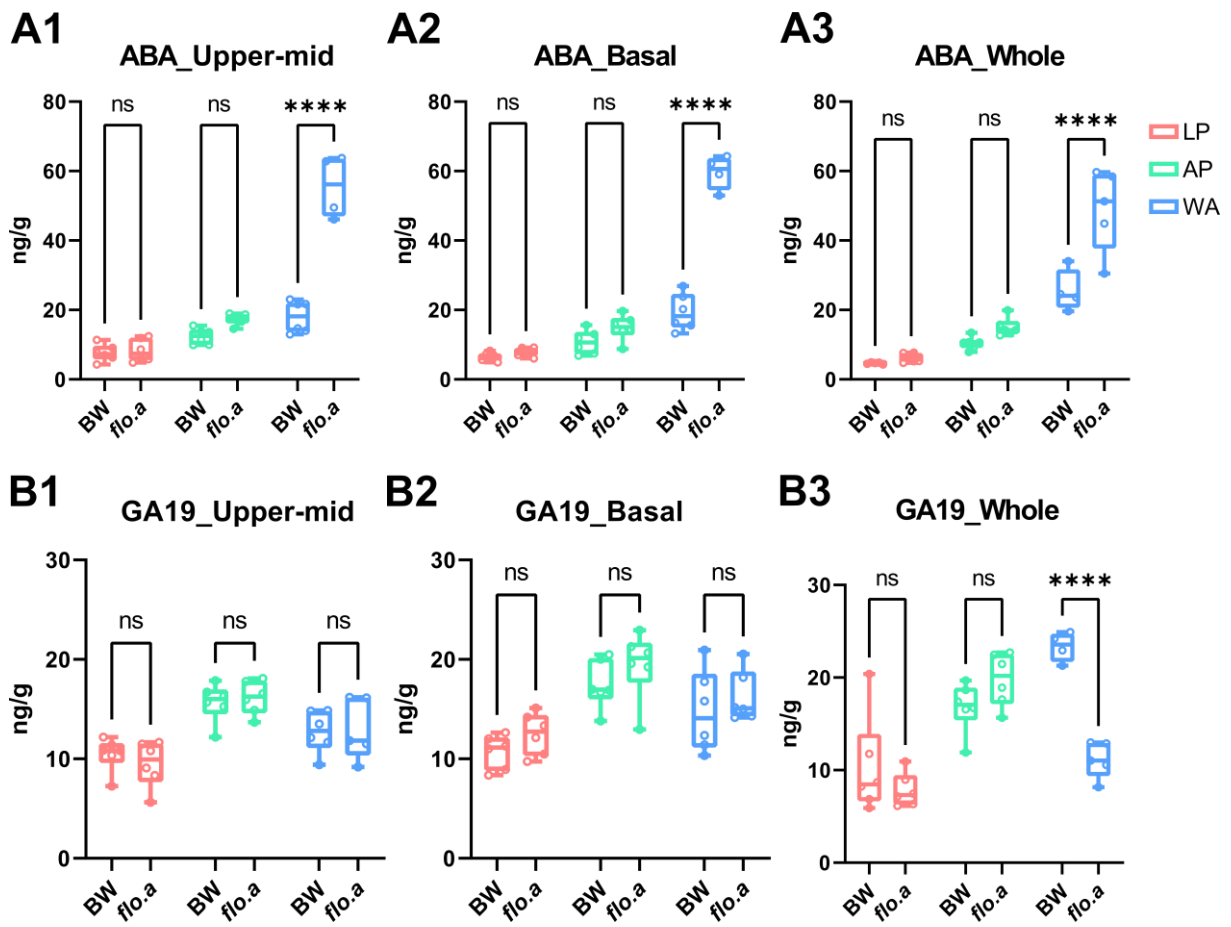 A1
ABA_Upper-mid
ng/g
80
60
40
20
0
ns
ns
****
BW
flo.a
BW
flo.a
BW
flo.a
A2
ABA_Basal
ng/g
80
60
40
20
0
ns
ns
****
BW
flo.a
BW
flo.a
BW
flo.a
A3
ABA_Whole
ng/g
80
60
40
20
0
ns
ns
****
BW
flo.a
BW
flo.a
BW
flo.a
LP
AP
WA
B1
GA19_Upper-mid
ng/g
30
20
10
0
ns
ns
ns
BW
flo.a
BW
flo.a
BW
flo.a
B2
GA19_Basal
ng/g
30
20
10
0
ns
ns
ns
BW
flo.a
BW
flo.a
BW
flo.a
B3
GA19_Whole
ng/g
30
20
10
0
ns
ns
****
BW
flo.a
BW
flo.a
BW
flo.a